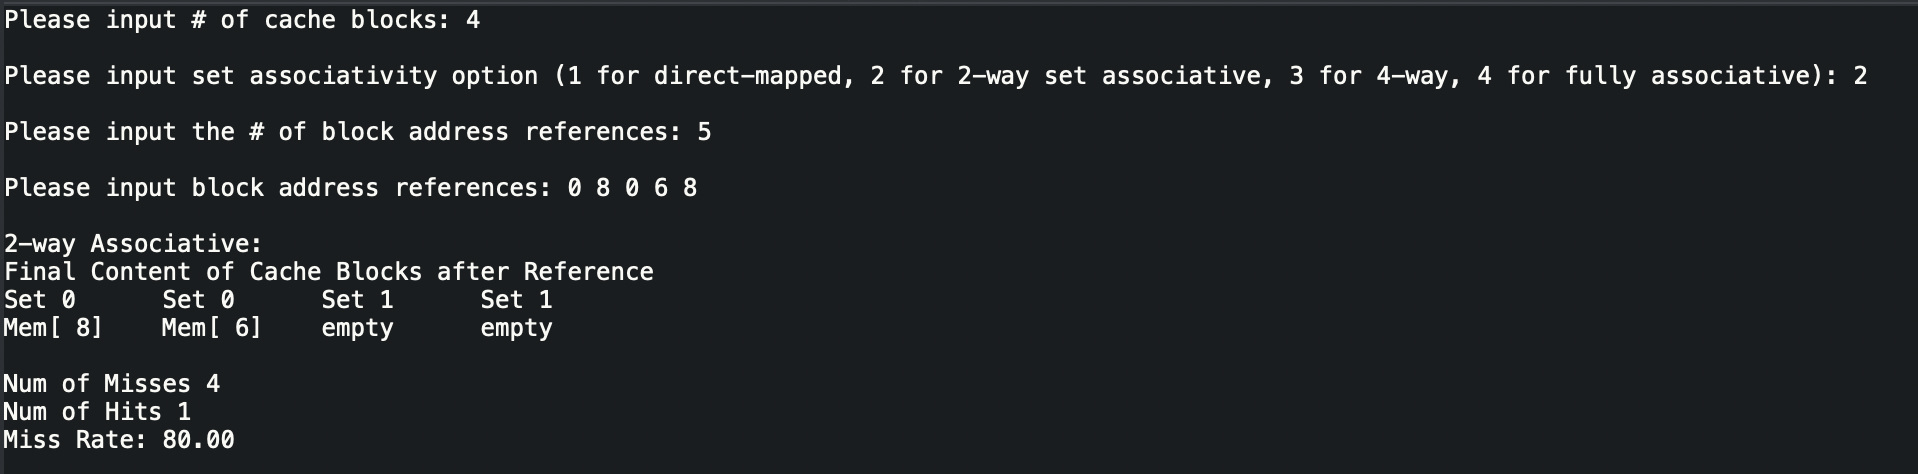 Please input # of cache blocks: 4
Please input set associativity option (1 for direct-mapped, 2 for 2-way set associative, 3 for 4-way, 4 for fully associative): 2
Please input the # of block address references: 5
Please input block address references: 0 8 0 6 8
2-way Associative:
Final Content of Cache Blocks after Reference
Set 0      Set 0      Set 1      Set 1
Mem[ 8]    Mem[ 6]    empty      empty
Num of Misses 4
Num of Hits 1
Miss Rate: 80.00